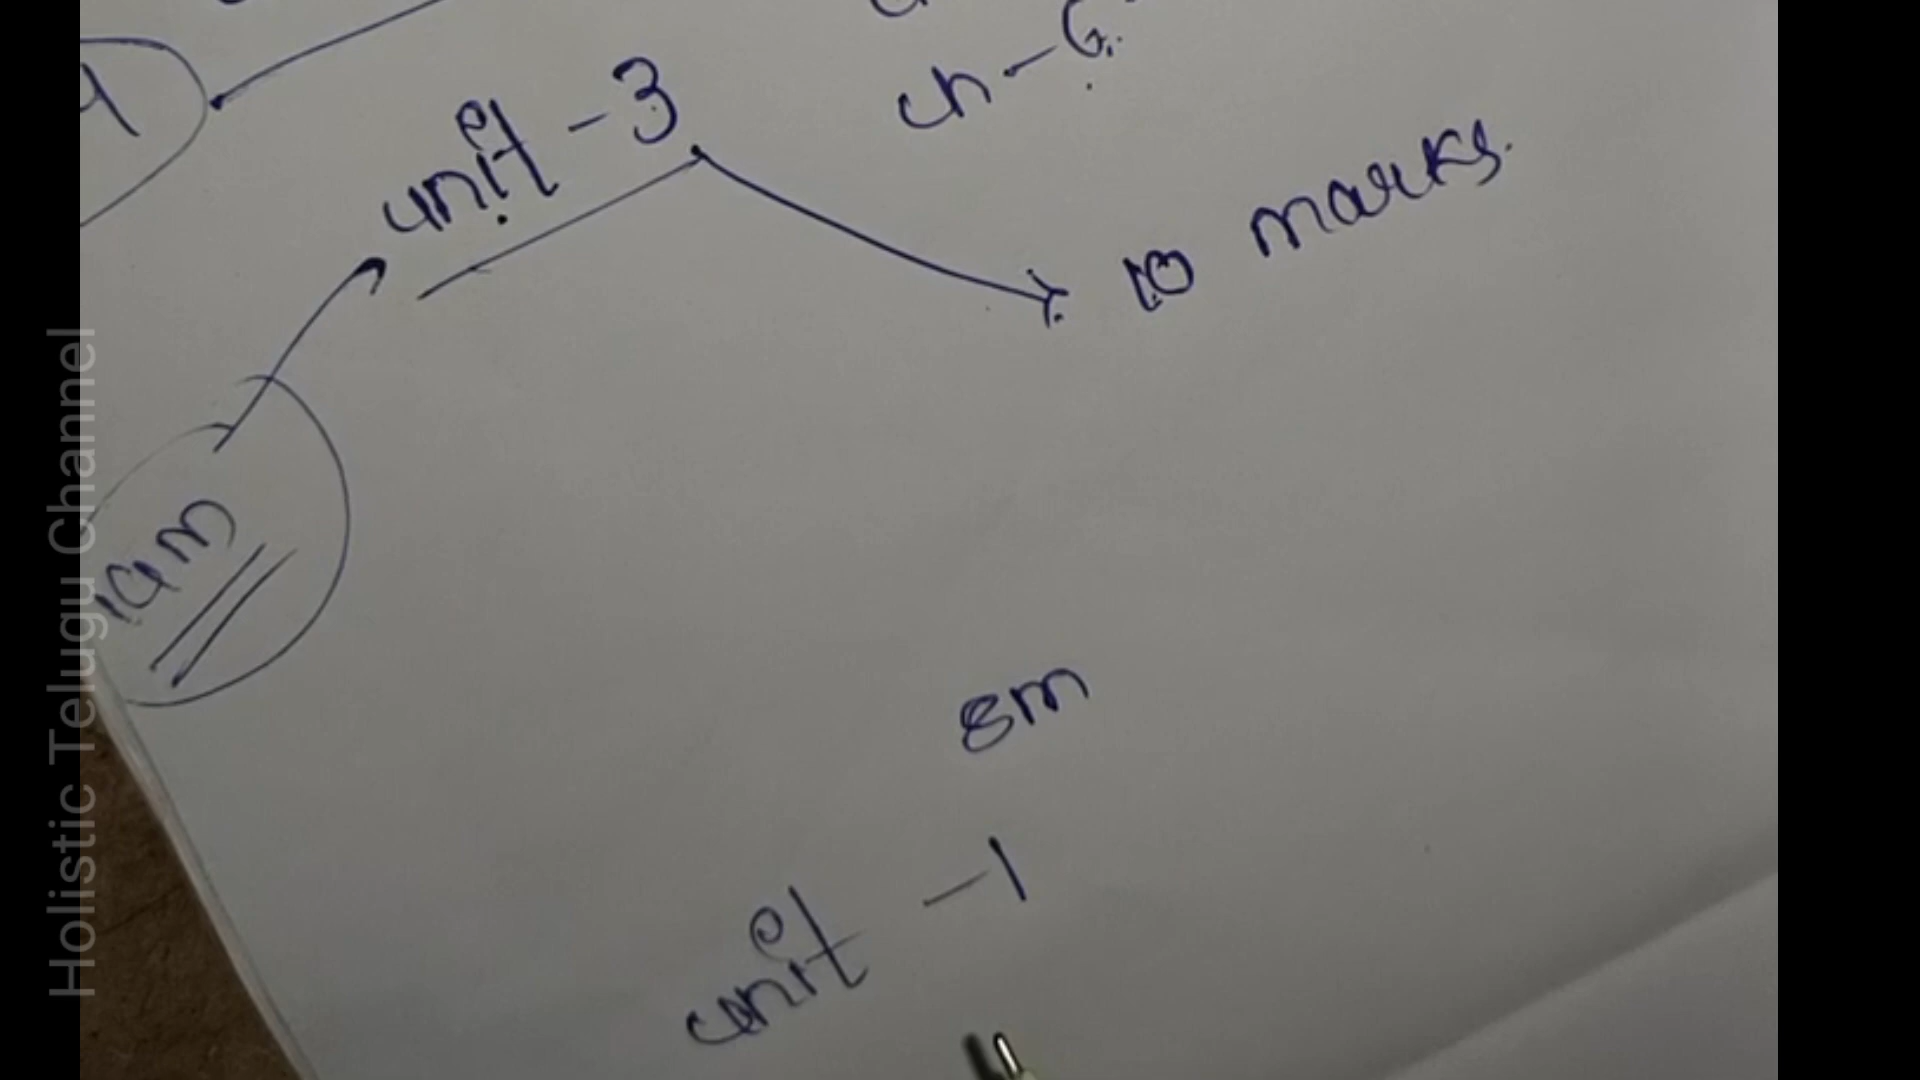 ch-6
unit-3
10 marks.
8m
unit -1
Holistic Telugu Channel